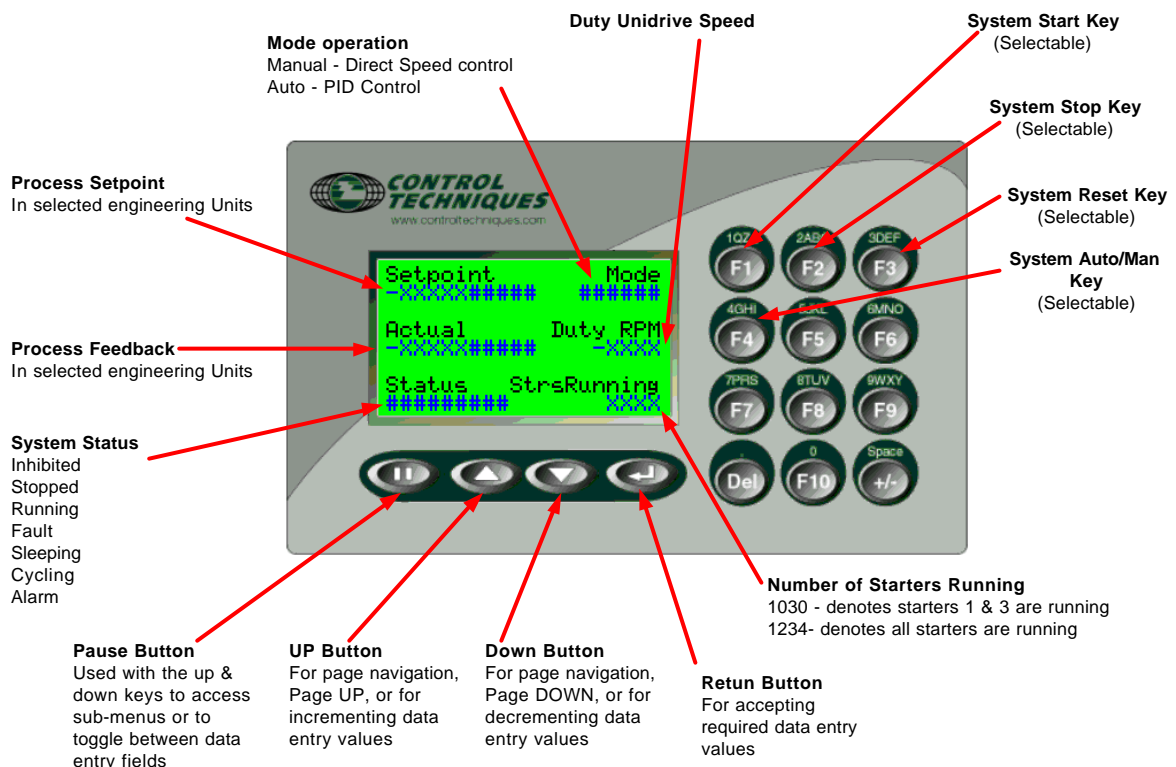 Duty Unidrive Speed
System Start Key
(Selectable)
Mode operation
Manual - Direct Speed control
Auto - PID Control
System Stop Key
(Selectable)
Process Setpoint
In selected engineering Units
System Reset Key
(Selectable)
System Auto/Man
Key
(Selectable)
Process Feedback
In selected engineering Units
System Status
Inhibited
Stopped
Running
Fault
Sleeping
Cycling
Alarm
CONTROL
TECHNIQUES
www.controltechniques.com
Setpoint Mode
-XXXXXX##### ######
Actual Duty RPM
-XXXXXX##### -XXXX
Status StrsRunning
######### XXXX
1QZ 2ABC 3DEF
F1 F2 F3
4GHI 5JKL 6MNO
F4 F5 F6
7PRS 8TUV 9WXY
F7 F8 F9
. 0 Space
Del F10 +/-
Number of Starters Running
1030 - denotes starters 1 & 3 are running
1234- denotes all starters are running
Pause Button
Used with the up &
down keys to access
sub-menus or to
toggle between data
entry fields
UP Button
For page navigation,
Page UP, or for
incrementing data
entry values
Down Button
For page navigation,
Page DOWN, or for
decrementing data
entry values
Retun Button
For accepting
required data entry
values